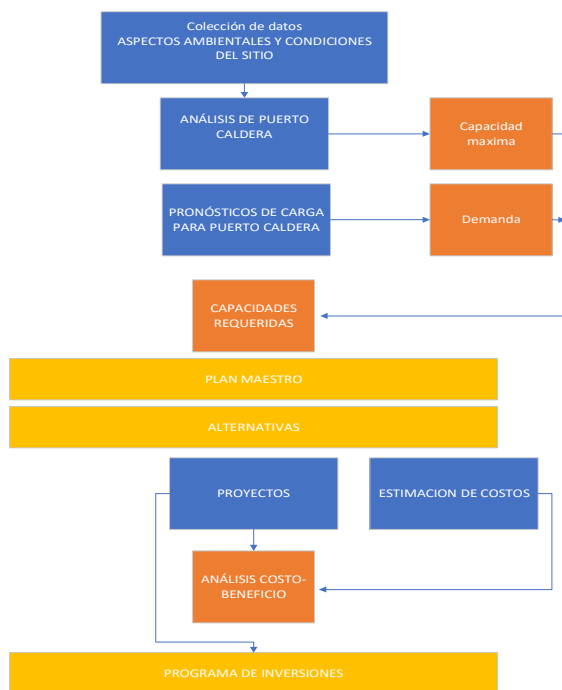 Colección de datos
ASPECTOS AMBIENTALES Y CONDICIONES
DEL SITIO
ANÁLISIS DE PUERTO
CALDERA
Capacidad
maxima
PRONÓSTICOS DE CARGA
PARA PUERTO CALDERA
Demanda
CAPACIDADES
REQUERIDAS
PLAN MAESTRO
ALTERNATIVAS
PROYECTOS
ESTIMACION DE COSTOS
ANÁLISIS COSTO-
BENEFICIO
PROGRAMA DE INVERSIONES